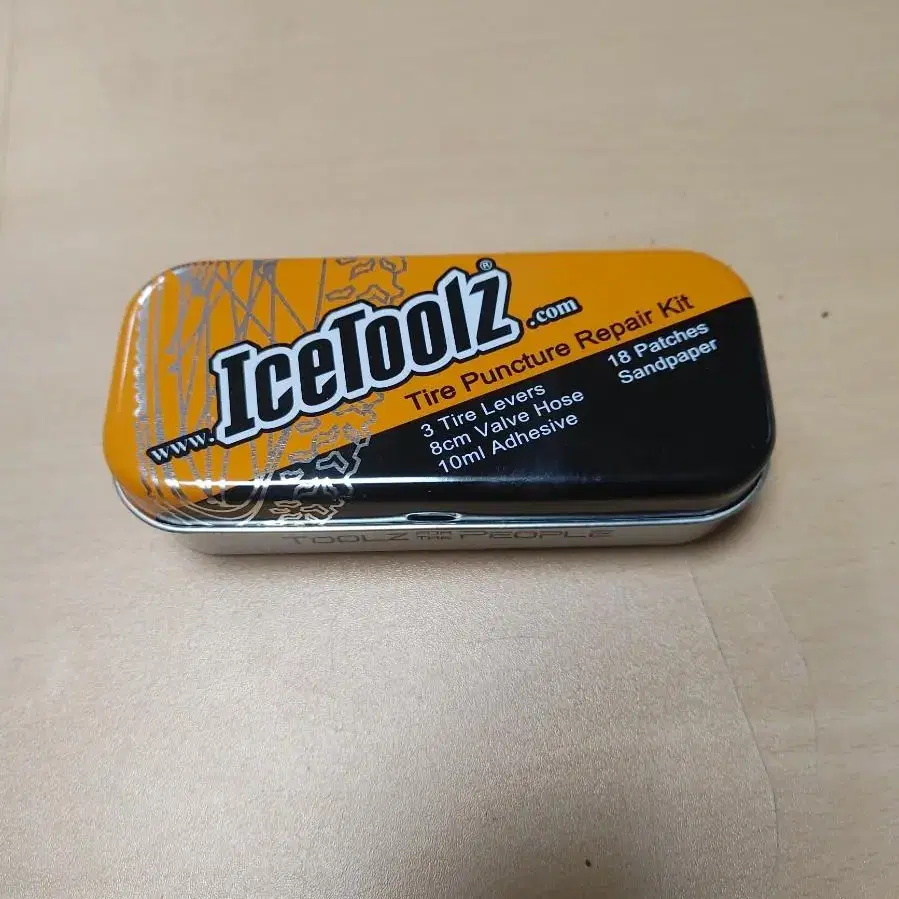 www.IceToolz®.com
Tire Puncture Repair Kit
3 Tire Levers
8cm Valve Hose
10ml Adhesive
18 Patches
Sandpaper
TOOLZ FOR THE PEOPLE